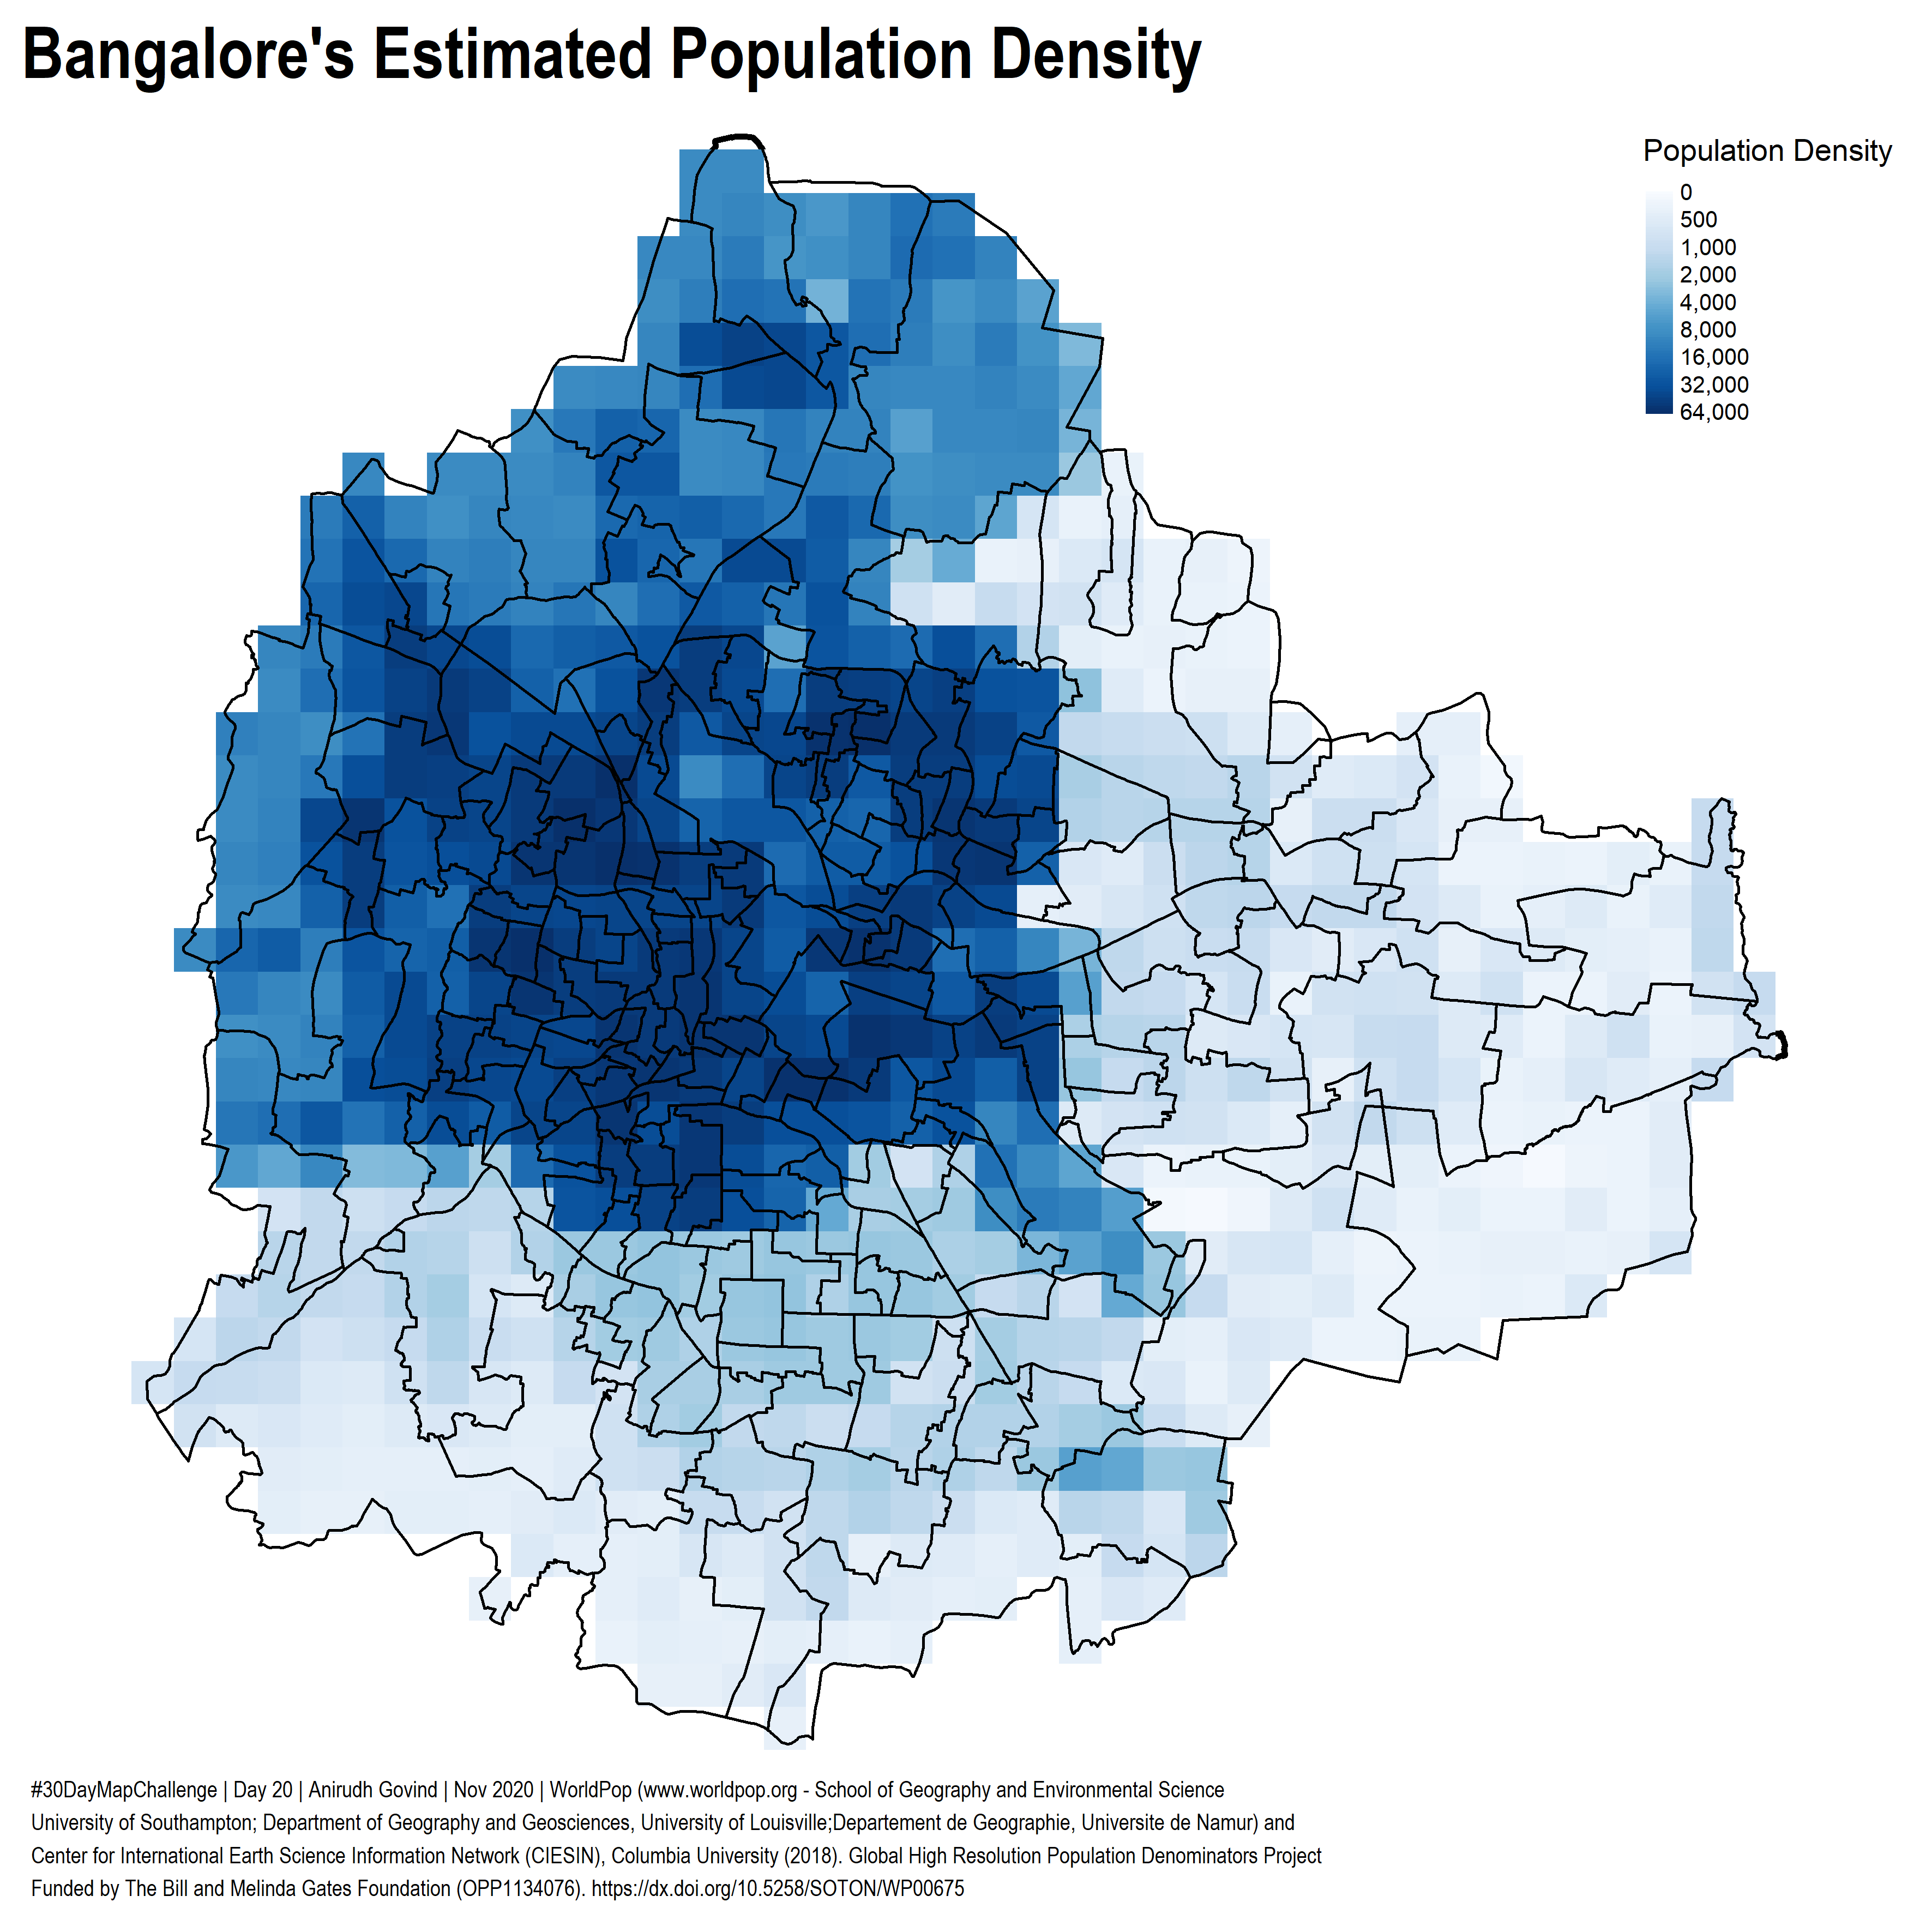 Bangalore's Estimated Population Density
Population Density
0
500
1,000
2,000
4,000
8,000
16,000
32,000
64,000
#30DayMapChallenge | Day 20 | Anirudh Govind | Nov 2020 | WorldPop (www.worldpop.org - School of Geography and Environmental Science
University of Southampton; Department of Geography and Geosciences, University of Louisville;Departement de Geographie, Universite de Namur) and
Center for International Earth Science Information Network (CIESIN), Columbia University (2018). Global High Resolution Population Denominators Project
Funded by The Bill and Melinda Gates Foundation (OPP1134076). https://dx.doi.org/10.5258/SOTON/WP00675